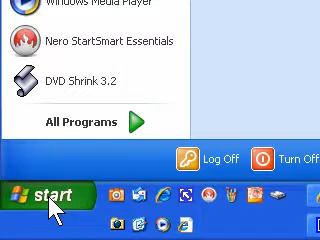 Windows Media Player
Nero StartSmart Essentials
DVD Shrink 3.2
All Programs
Log Off
Turn Off
start